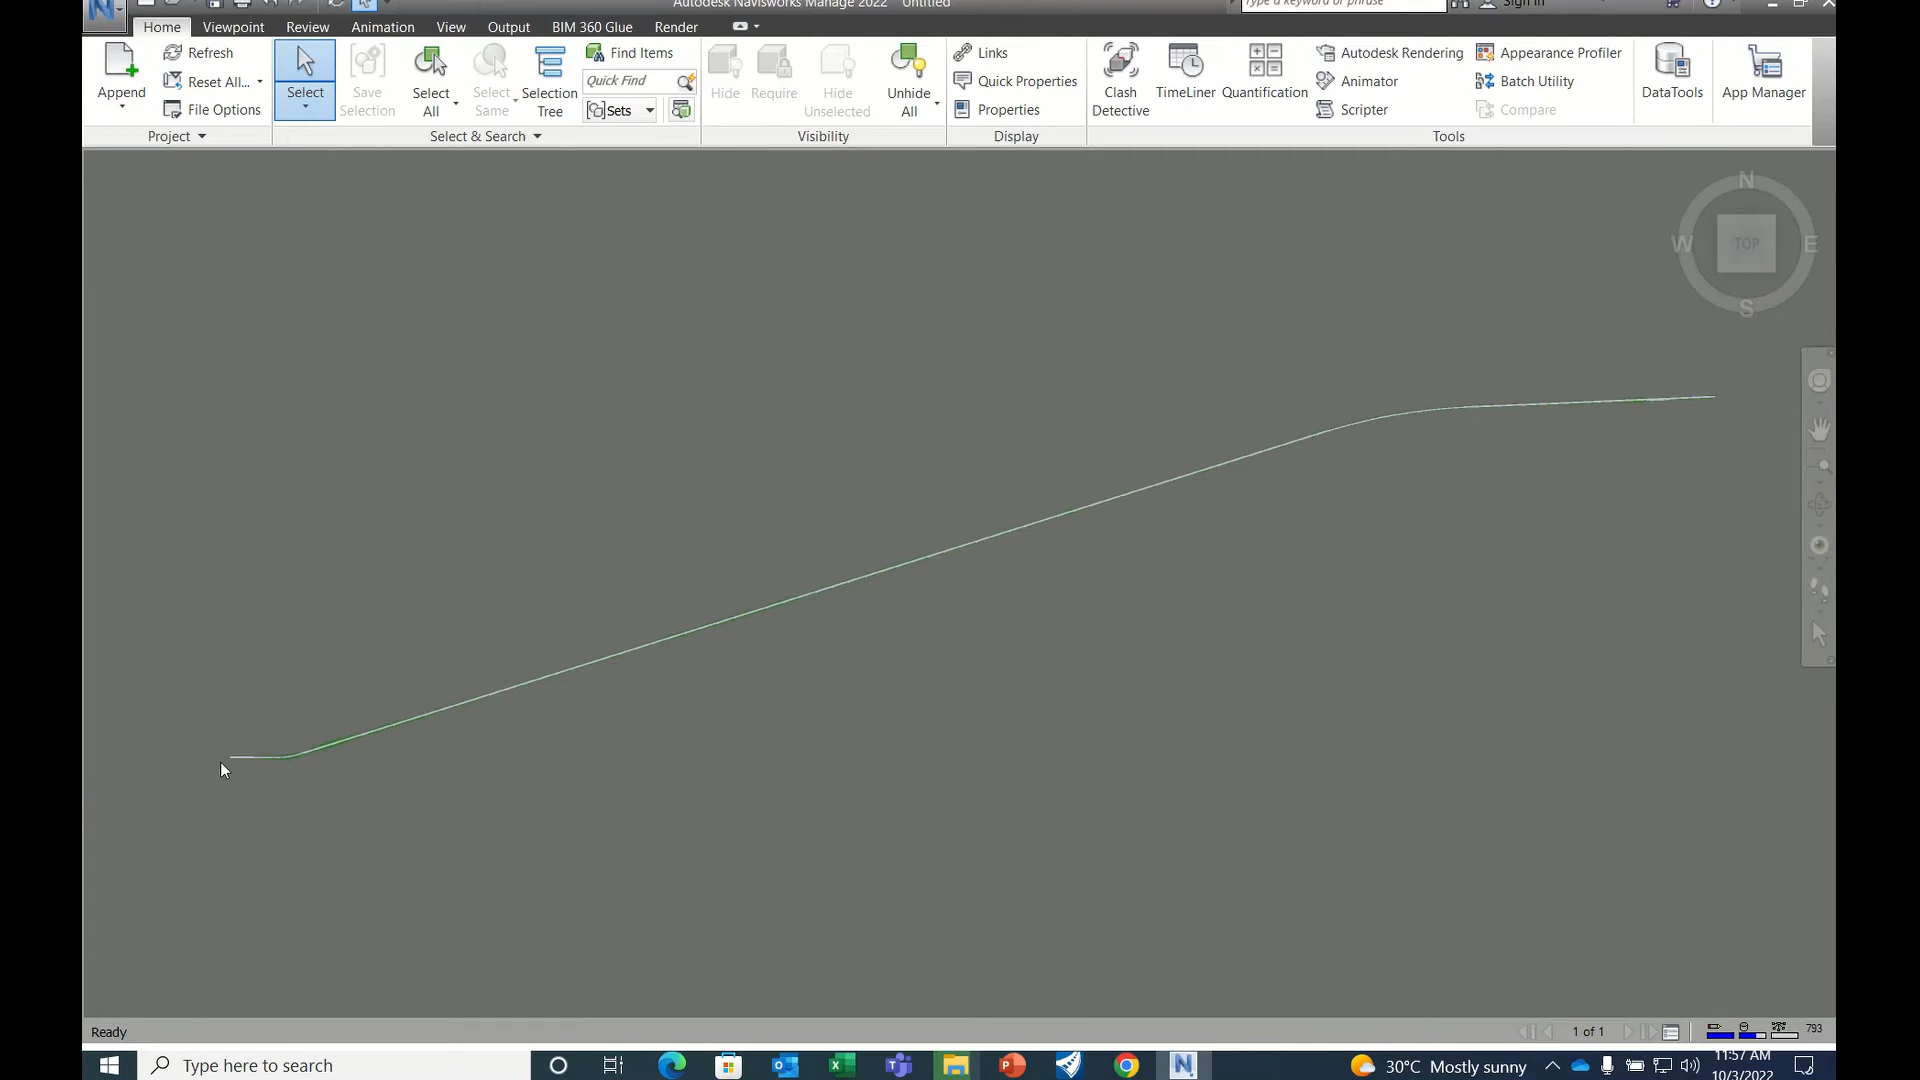 Autodesk Navisworks Manage 2022 Untitled
Type a keyword or phrase
Sign In
Home Viewpoint Review Animation View Output BIM 360 Glue Render
Append
Refresh
Reset All...
File Options
Project
Select
Save Selection
Select All
Select Same
Selection Tree
Find Items
Quick Find
Sets
Select & Search
Hide
Require
Hide Unselected
Unhide All
Visibility
Links
Quick Properties
Properties
Display
Clash Detective
TimeLiner
Quantification
Autodesk Rendering
Animator
Scripter
Appearance Profiler
Batch Utility
Compare
DataTools
App Manager
Tools
N
W TOP E
S
Ready
1 of 1
793
Type here to search
30°C Mostly sunny
11:57 AM
10/3/2022